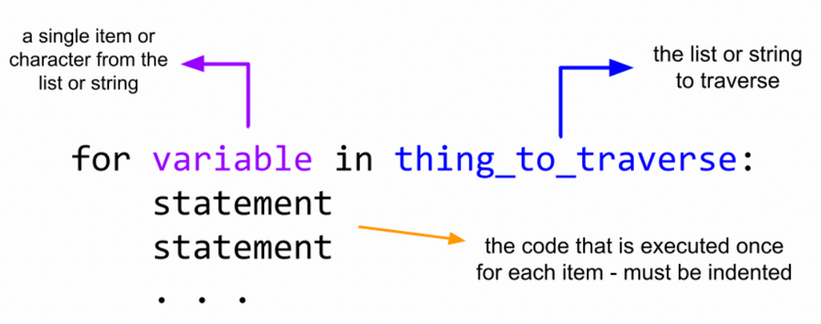 a single item or
character from the
list or string
the list or string
to traverse
for variable in thing_to_traverse:
statement
statement
. . .
the code that is executed once
for each item - must be indented